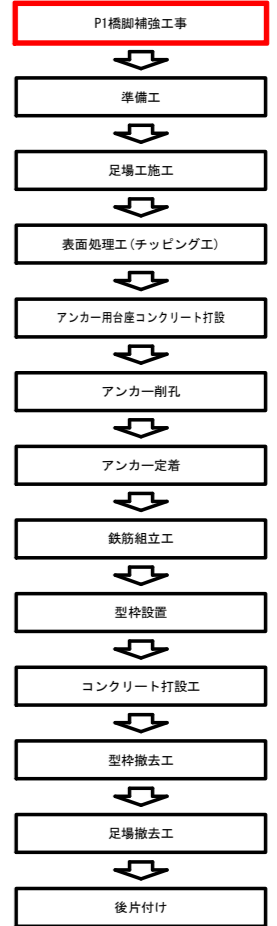 P1橋脚補強工事
準備工
足場工施工
表面処理工(チッピング工)
アンカー用台座コンクリート打設
アンカー削孔
アンカー定着
鉄筋組立工
型枠設置
コンクリート打設工
型枠撤去工
足場撤去工
後片付け